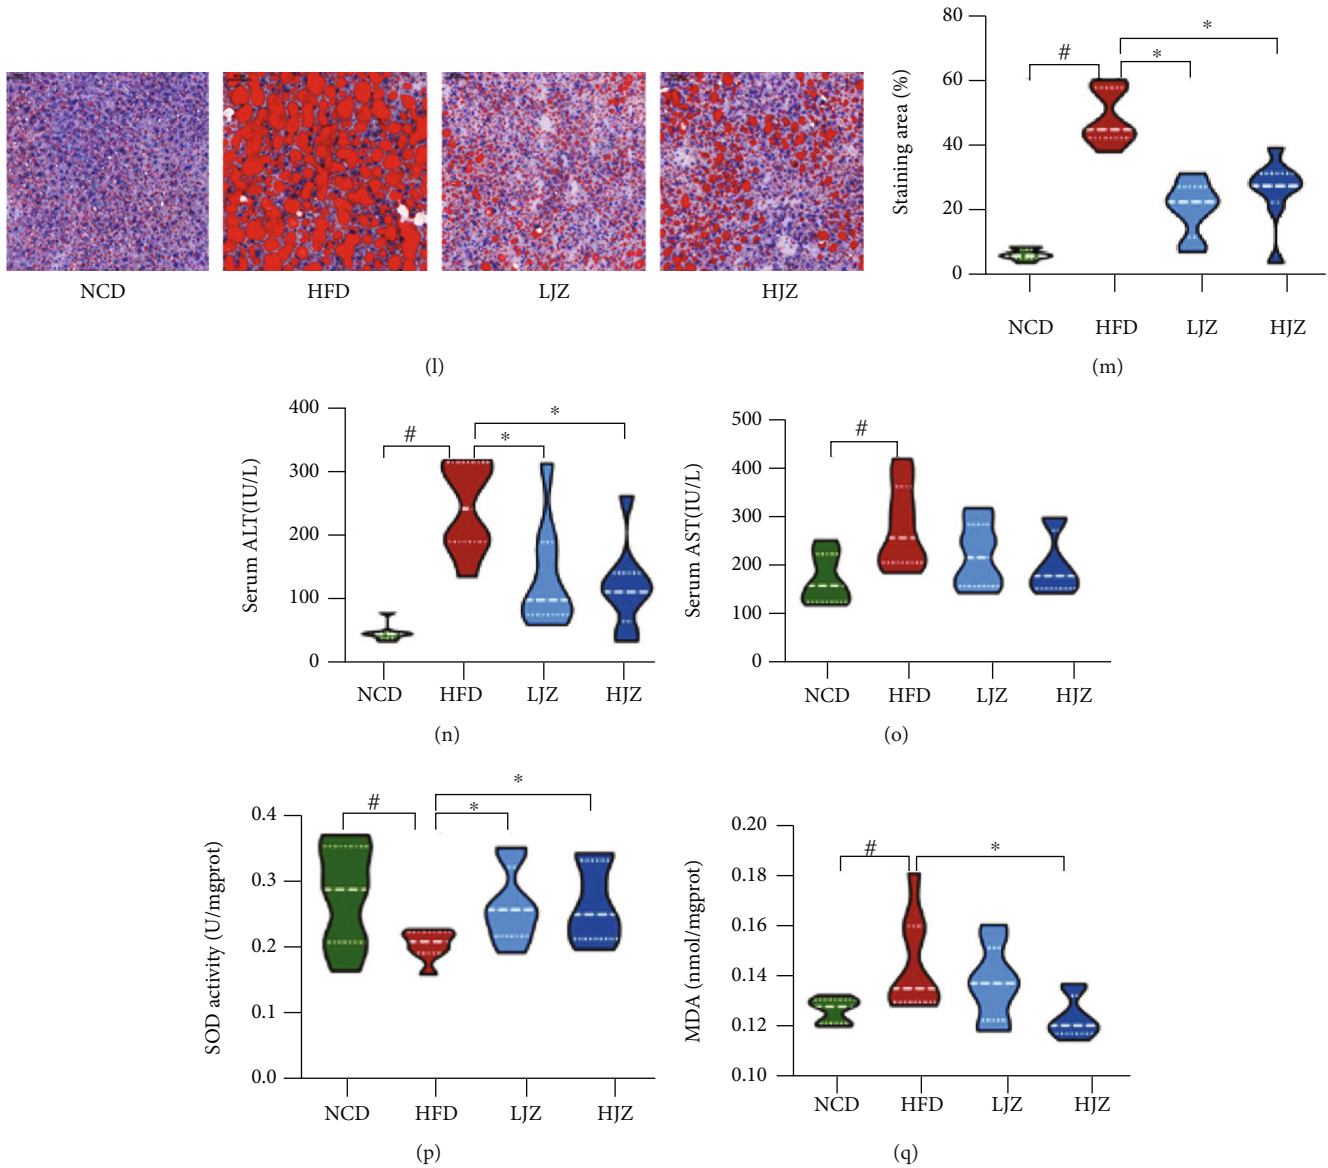 NCD HFD LJZ HJZ
(l)
Staining area (%)
80
60
40
20
0
# * *
NCD HFD LJZ HJZ
(m)
Serum ALT(IU/L)
400
300
200
100
0
# * *
NCD HFD LJZ HJZ
(n)
Serum AST(IU/L)
500
400
300
200
100
0
#
NCD HFD LJZ HJZ
(o)
SOD activity (U/mgprot)
0.4
0.3
0.2
0.1
0.0
# * *
NCD HFD LJZ HJZ
(p)
MDA (nmol/mgprot)
0.20
0.18
0.16
0.14
0.12
0.10
# *
NCD HFD LJZ HJZ
(q)